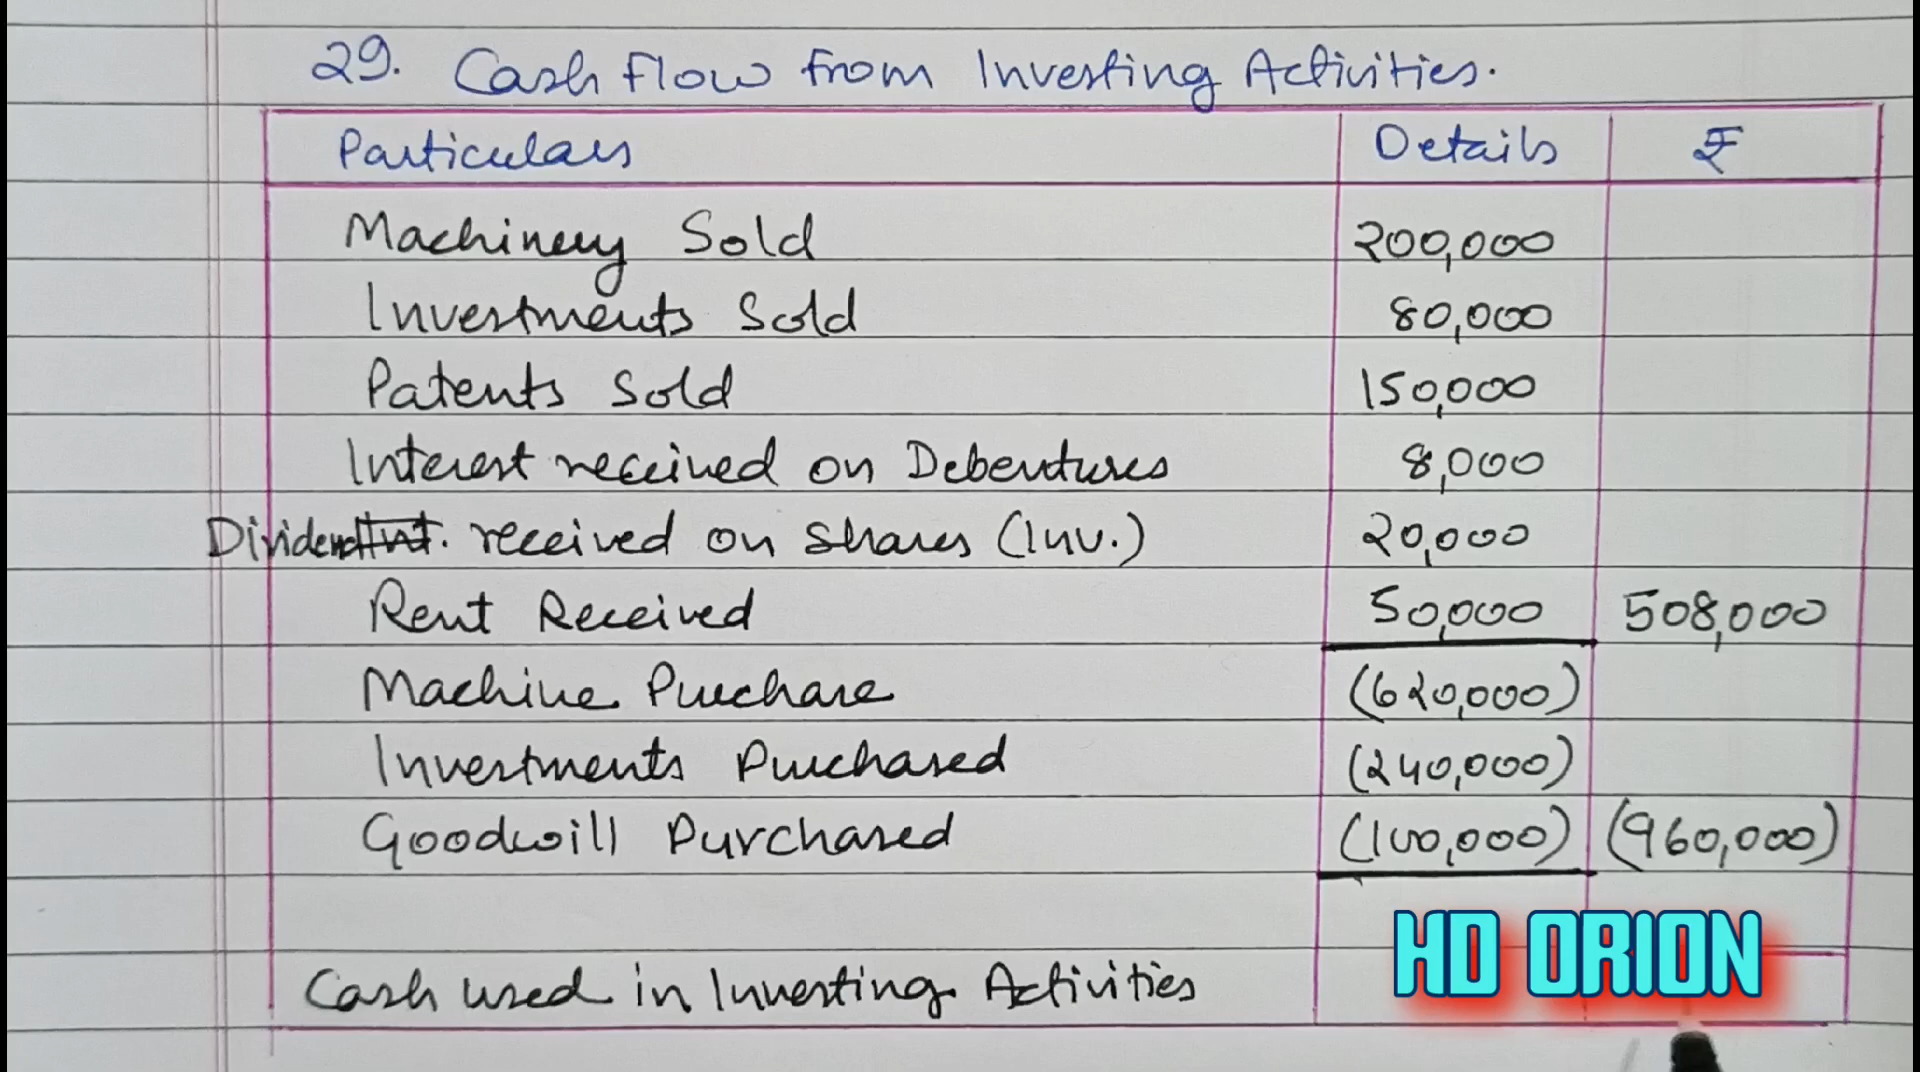 29. Cash Flow from Investing Activities.
Particulars Details ₹
Machinery Sold 200,000
Investments Sold 80,000
Patents Sold 150,000
Interest received on Debentures 8,000
Dividend Int. received on Shares (Inv.) 20,000
Rent Received 50,000 508,000
Machine Purchase (620,000)
Investments Purchased (240,000)
Goodwill Purchased (100,000) (960,000)
HD ORION
Cash used in Investing Activities